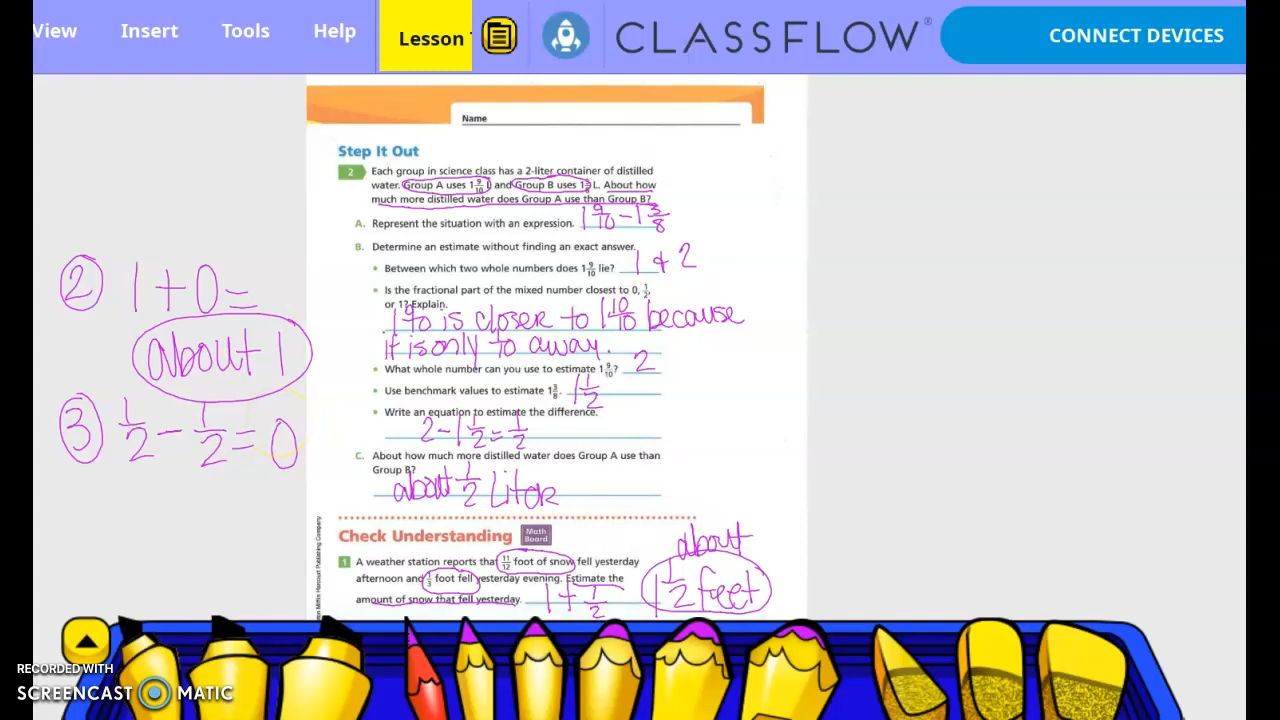 View Insert Tools Help Lesson CLASSFLOW® CONNECT DEVICES
Name
Step It Out
2 Each group in science class has a 2-liter container of distilled
water. Group A uses 1 9/10 L and Group B uses 1 3/8 L. About how
much more distilled water does Group A use than Group B?
A. Represent the situation with an expression. 1 9/10 - 1 3/8
B. Determine an estimate without finding an exact answer.
• Between which two whole numbers does 1 9/10 lie? 1 & 2
• Is the fractional part of the mixed number closest to 0, 1/2,
or 1? Explain.
1 9/10 is closer to 1 10/10 because
it is only to away.
• What whole number can you use to estimate 1 9/10? 2
• Use benchmark values to estimate 1 3/8. 1 1/2
• Write an equation to estimate the difference.
2 - 1 1/2 = 1/2
C. About how much more distilled water does Group A use than
Group B?
about 1/2 Liter
Check Understanding Math Board
1 A weather station reports that 11/12 foot of snow fell yesterday
afternoon and 1/3 foot fell yesterday evening. Estimate the
amount of snow that fell yesterday. 1 + 1/2
about
1 1/2 feet
② 1 + 0 =
about 1
③ 1/2 - 1/2 = 0
Houghton Mifflin Harcourt Publishing Company
RECORDED WITH
SCREENCAST MATIC